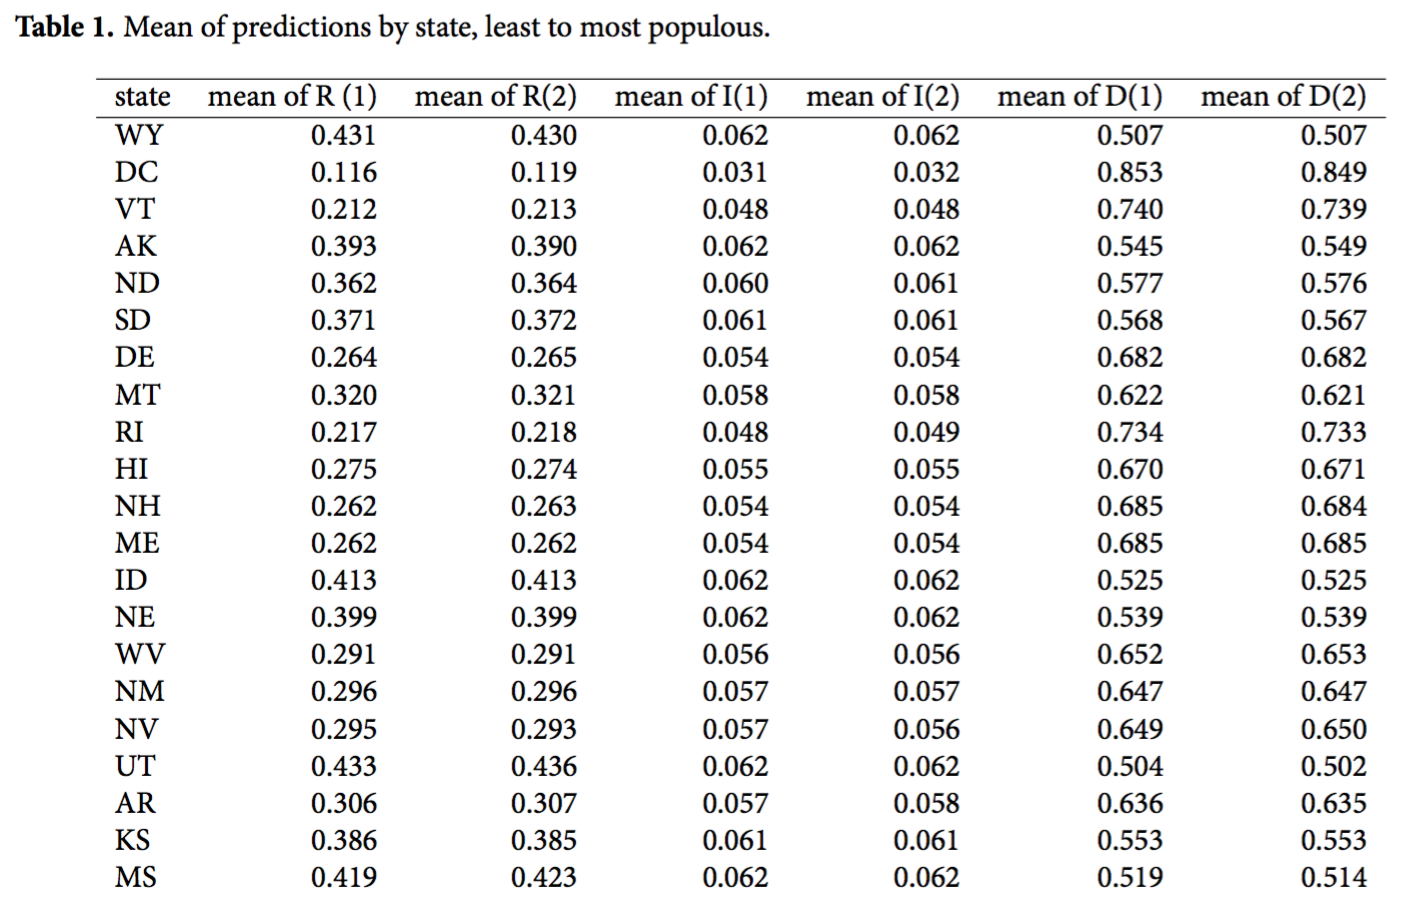 Table 1. Mean of predictions by state, least to most populous.
state mean of R (1) mean of R(2) mean of I(1) mean of I(2) mean of D(1) mean of D(2)
WY 0.431 0.430 0.062 0.062 0.507 0.507
DC 0.116 0.119 0.031 0.032 0.853 0.849
VT 0.212 0.213 0.048 0.048 0.740 0.739
AK 0.393 0.390 0.062 0.062 0.545 0.549
ND 0.362 0.364 0.060 0.061 0.577 0.576
SD 0.371 0.372 0.061 0.061 0.568 0.567
DE 0.264 0.265 0.054 0.054 0.682 0.682
MT 0.320 0.321 0.058 0.058 0.622 0.621
RI 0.217 0.218 0.048 0.049 0.734 0.733
HI 0.275 0.274 0.055 0.055 0.670 0.671
NH 0.262 0.263 0.054 0.054 0.685 0.684
ME 0.262 0.262 0.054 0.054 0.685 0.685
ID 0.413 0.413 0.062 0.062 0.525 0.525
NE 0.399 0.399 0.062 0.062 0.539 0.539
WV 0.291 0.291 0.056 0.056 0.652 0.653
NM 0.296 0.296 0.057 0.057 0.647 0.647
NV 0.295 0.293 0.057 0.056 0.649 0.650
UT 0.433 0.436 0.062 0.062 0.504 0.502
AR 0.306 0.307 0.057 0.058 0.636 0.635
KS 0.386 0.385 0.061 0.061 0.553 0.553
MS 0.419 0.423 0.062 0.062 0.519 0.514